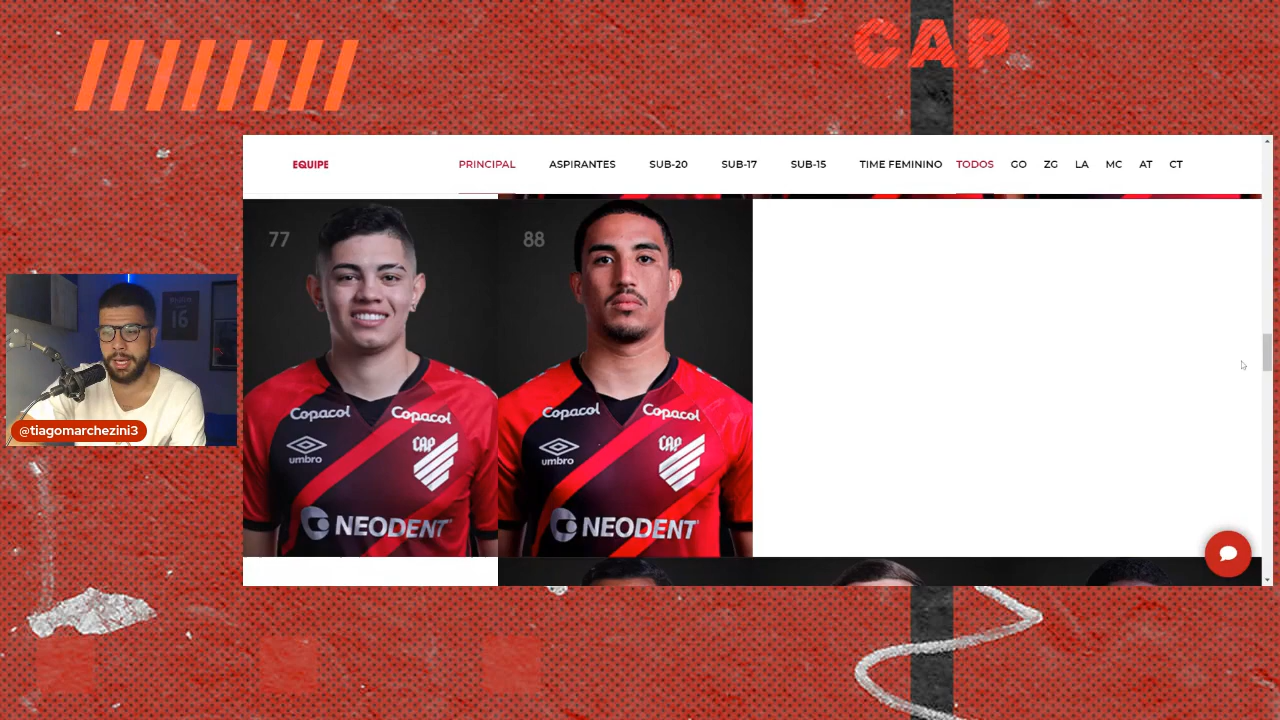 CAP
EQUIPE
PRINCIPAL ASPIRANTES SUB-20 SUB-17 SUB-15 TIME FEMININO TODOS GO ZG LA MC AT CT
77
88
16
@tiagomarchezini3
Copacol Copacol
umbro
CAP
NEODENT
Copacol Copacol
umbro
CAP
NEODENT